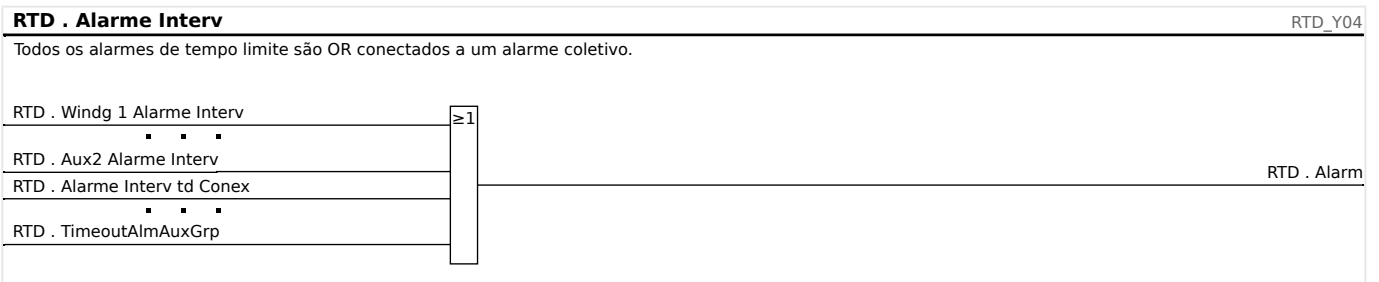 RTD . Alarme Interv
RTD_Y04
Todos os alarmes de tempo limite são OR conectados a um alarme coletivo.
RTD . Windg 1 Alarme Interv
≥1
RTD . Aux2 Alarme Interv
RTD . Alarm
RTD . Alarme Interv td Conex
RTD . TimeoutAlmAuxGrp